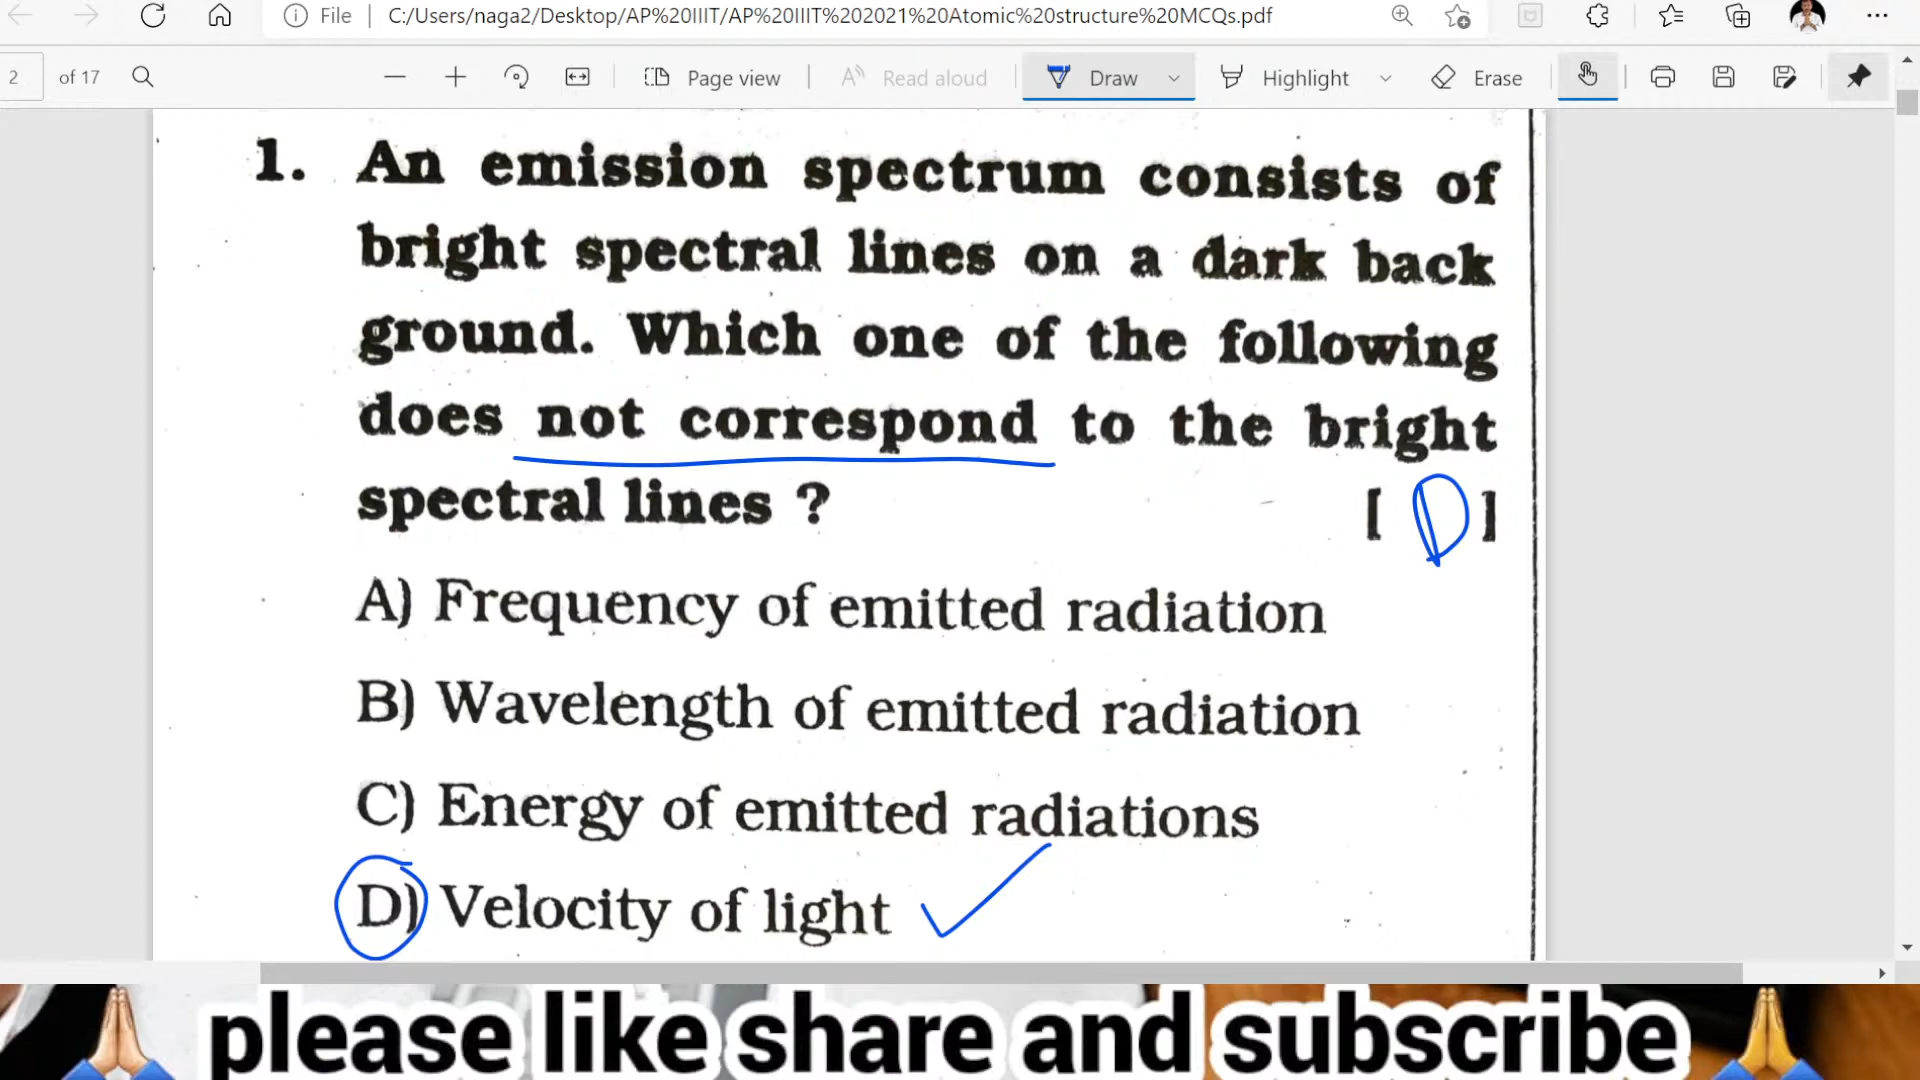 File C:/Users/naga2/Desktop/AP%20IIIT/AP%20IIIT%202021%20Atomic%20structure%20MCQs.pdf
2 of 17 Page view Read aloud Draw Highlight Erase
1. An emission spectrum consists of
bright spectral lines on a dark back
ground. Which one of the following
does not correspond to the bright
spectral lines ? [ D ]
A) Frequency of emitted radiation
B) Wavelength of emitted radiation
C) Energy of emitted radiations
D) Velocity of light
please like share and subscribe